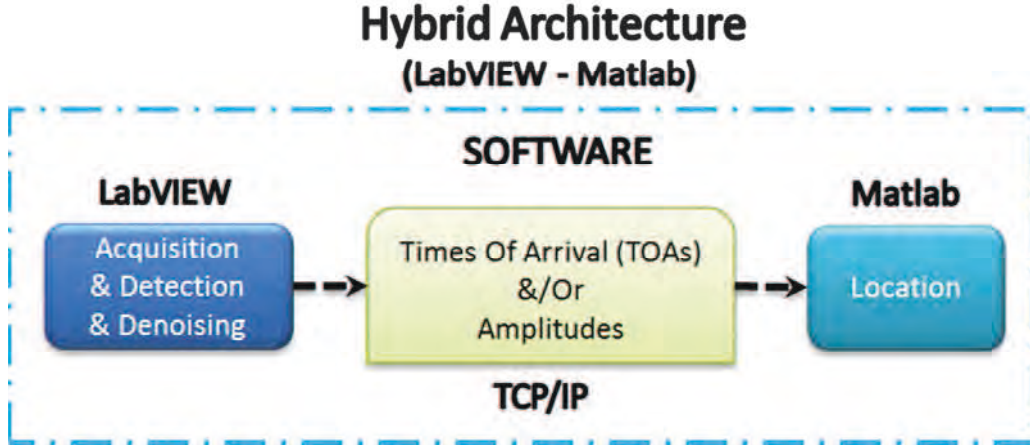 Hybrid Architecture
(LabVIEW - Matlab)
SOFTWARE
LabVIEW
Acquisition
& Detection
& Denoising
Times Of Arrival (TOAs)
&/Or
Amplitudes
TCP/IP
Matlab
Location